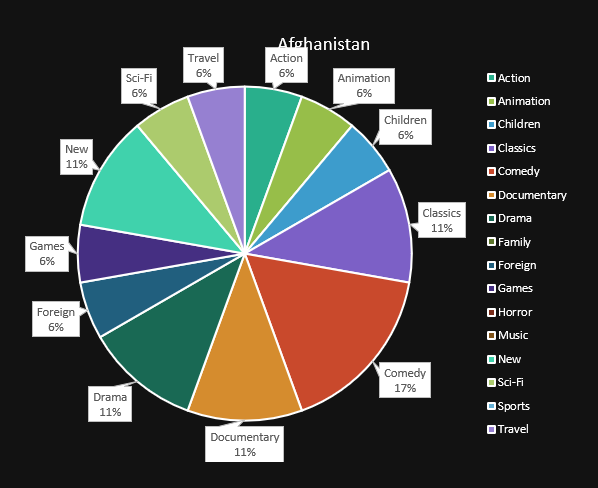 Afghanistan
Travel
6%
Action
6%
Sci-Fi
6%
Animation
6%
Children
6%
New
11%
Classics
11%
Games
6%
Foreign
6%
Comedy
17%
Drama
11%
Documentary
11%
Action
Animation
Children
Classics
Comedy
Documentary
Drama
Family
Foreign
Games
Horror
Music
New
Sci-Fi
Sports
Travel